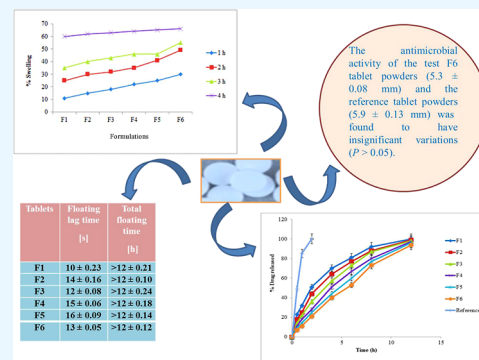 70
60
50
40
30
20
10
0
% Swelling
F1 F2 F3 F4 F5 F6
Formulations
1 h
2 h
3 h
4 h
The antimicrobial
activity of the test F6
tablet powders (5.3 ±
0.08 mm) and the
reference tablet powders
(5.9 ± 0.13 mm) was
found to have
insignificant variations
(P > 0.05).
Tablets Floating lag time [s] Total floating time [h]
F1 10 ± 0.23 >12 ± 0.21
F2 14 ± 0.16 >12 ± 0.10
F3 12 ± 0.08 >12 ± 0.24
F4 15 ± 0.06 >12 ± 0.18
F5 16 ± 0.09 >12 ± 0.14
F6 13 ± 0.05 >12 ± 0.12
120
100
80
60
40
20
0
% Drug released
0 5 10 15
Time (h)
F1
F2
F3
F4
F5
F6
Reference